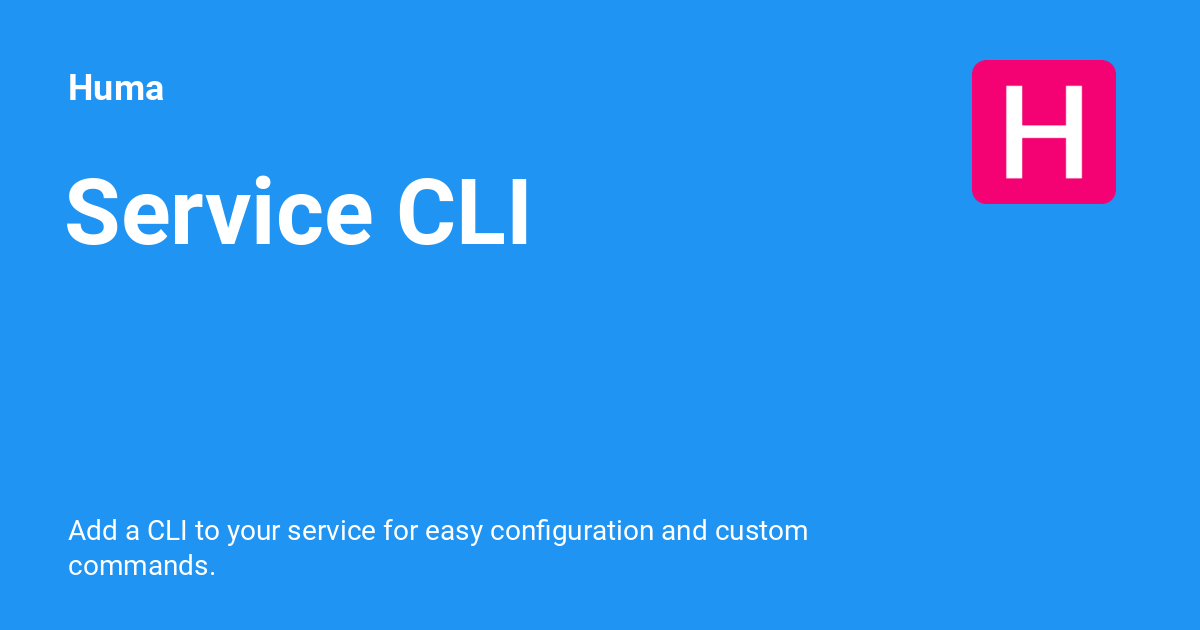 Huma
H
Service CLI
Add a CLI to your service for easy configuration and custom
commands.